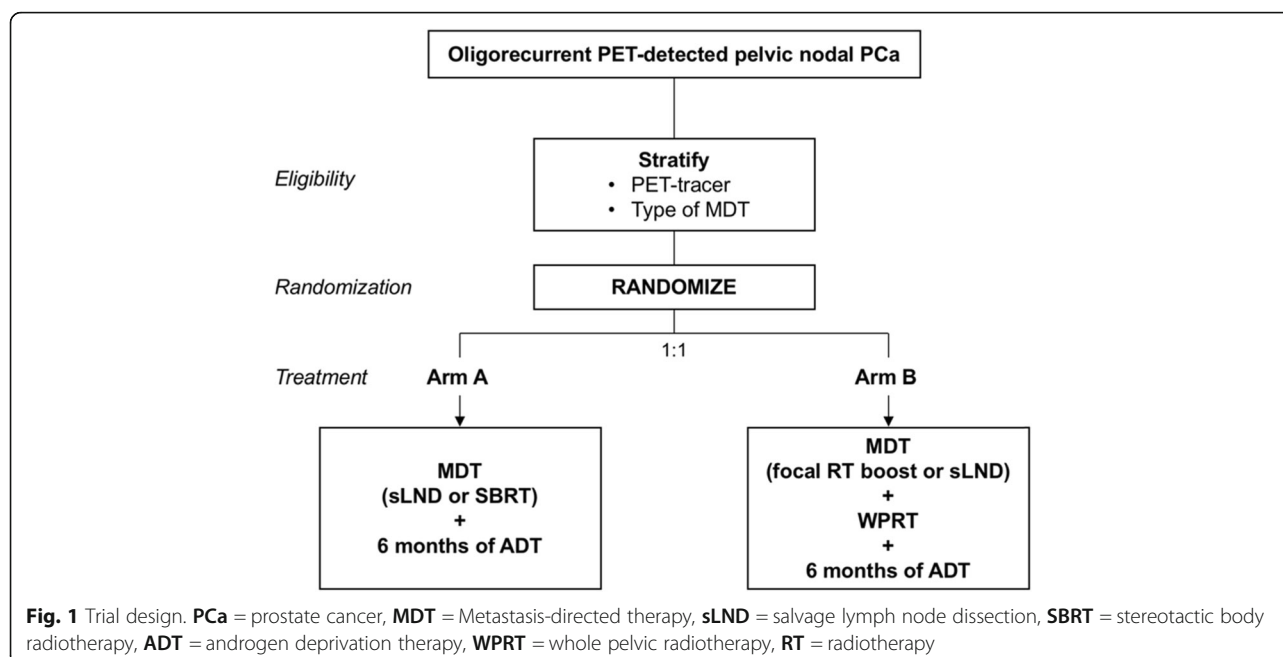 Oligorecurrent PET-detected pelvic nodal PCa
Eligibility
Stratify
• PET-tracer
• Type of MDT
Randomization
RANDOMIZE
1:1
Treatment
Arm A
Arm B
MDT
(sLND or SBRT)
+
6 months of ADT
MDT
(focal RT boost or sLND)
+
WPRT
+
6 months of ADT
Fig. 1 Trial design. PCa = prostate cancer, MDT = Metastasis-directed therapy, sLND = salvage lymph node dissection, SBRT = stereotactic body
radiotherapy, ADT = androgen deprivation therapy, WPRT = whole pelvic radiotherapy, RT = radiotherapy